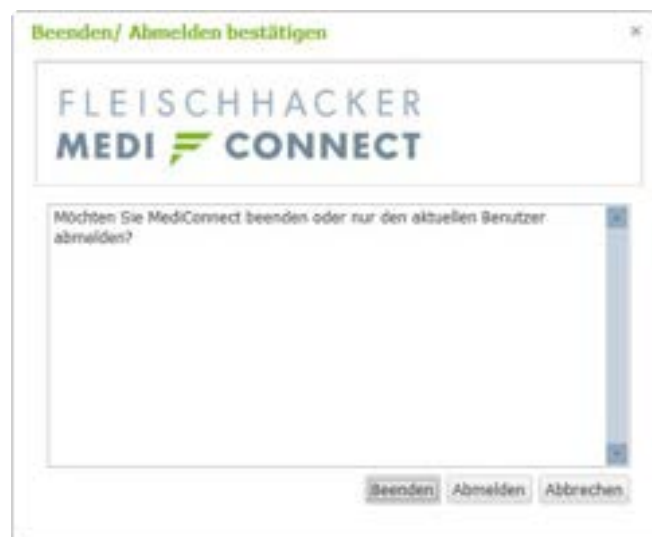 Beenden/ Abmelden bestätigen
FLEISCHHACKER
MEDI CONNECT
Möchten Sie MediConnect beenden oder nur den aktuellen Benutzer
abmelden?
Beenden Abmelden Abbrechen